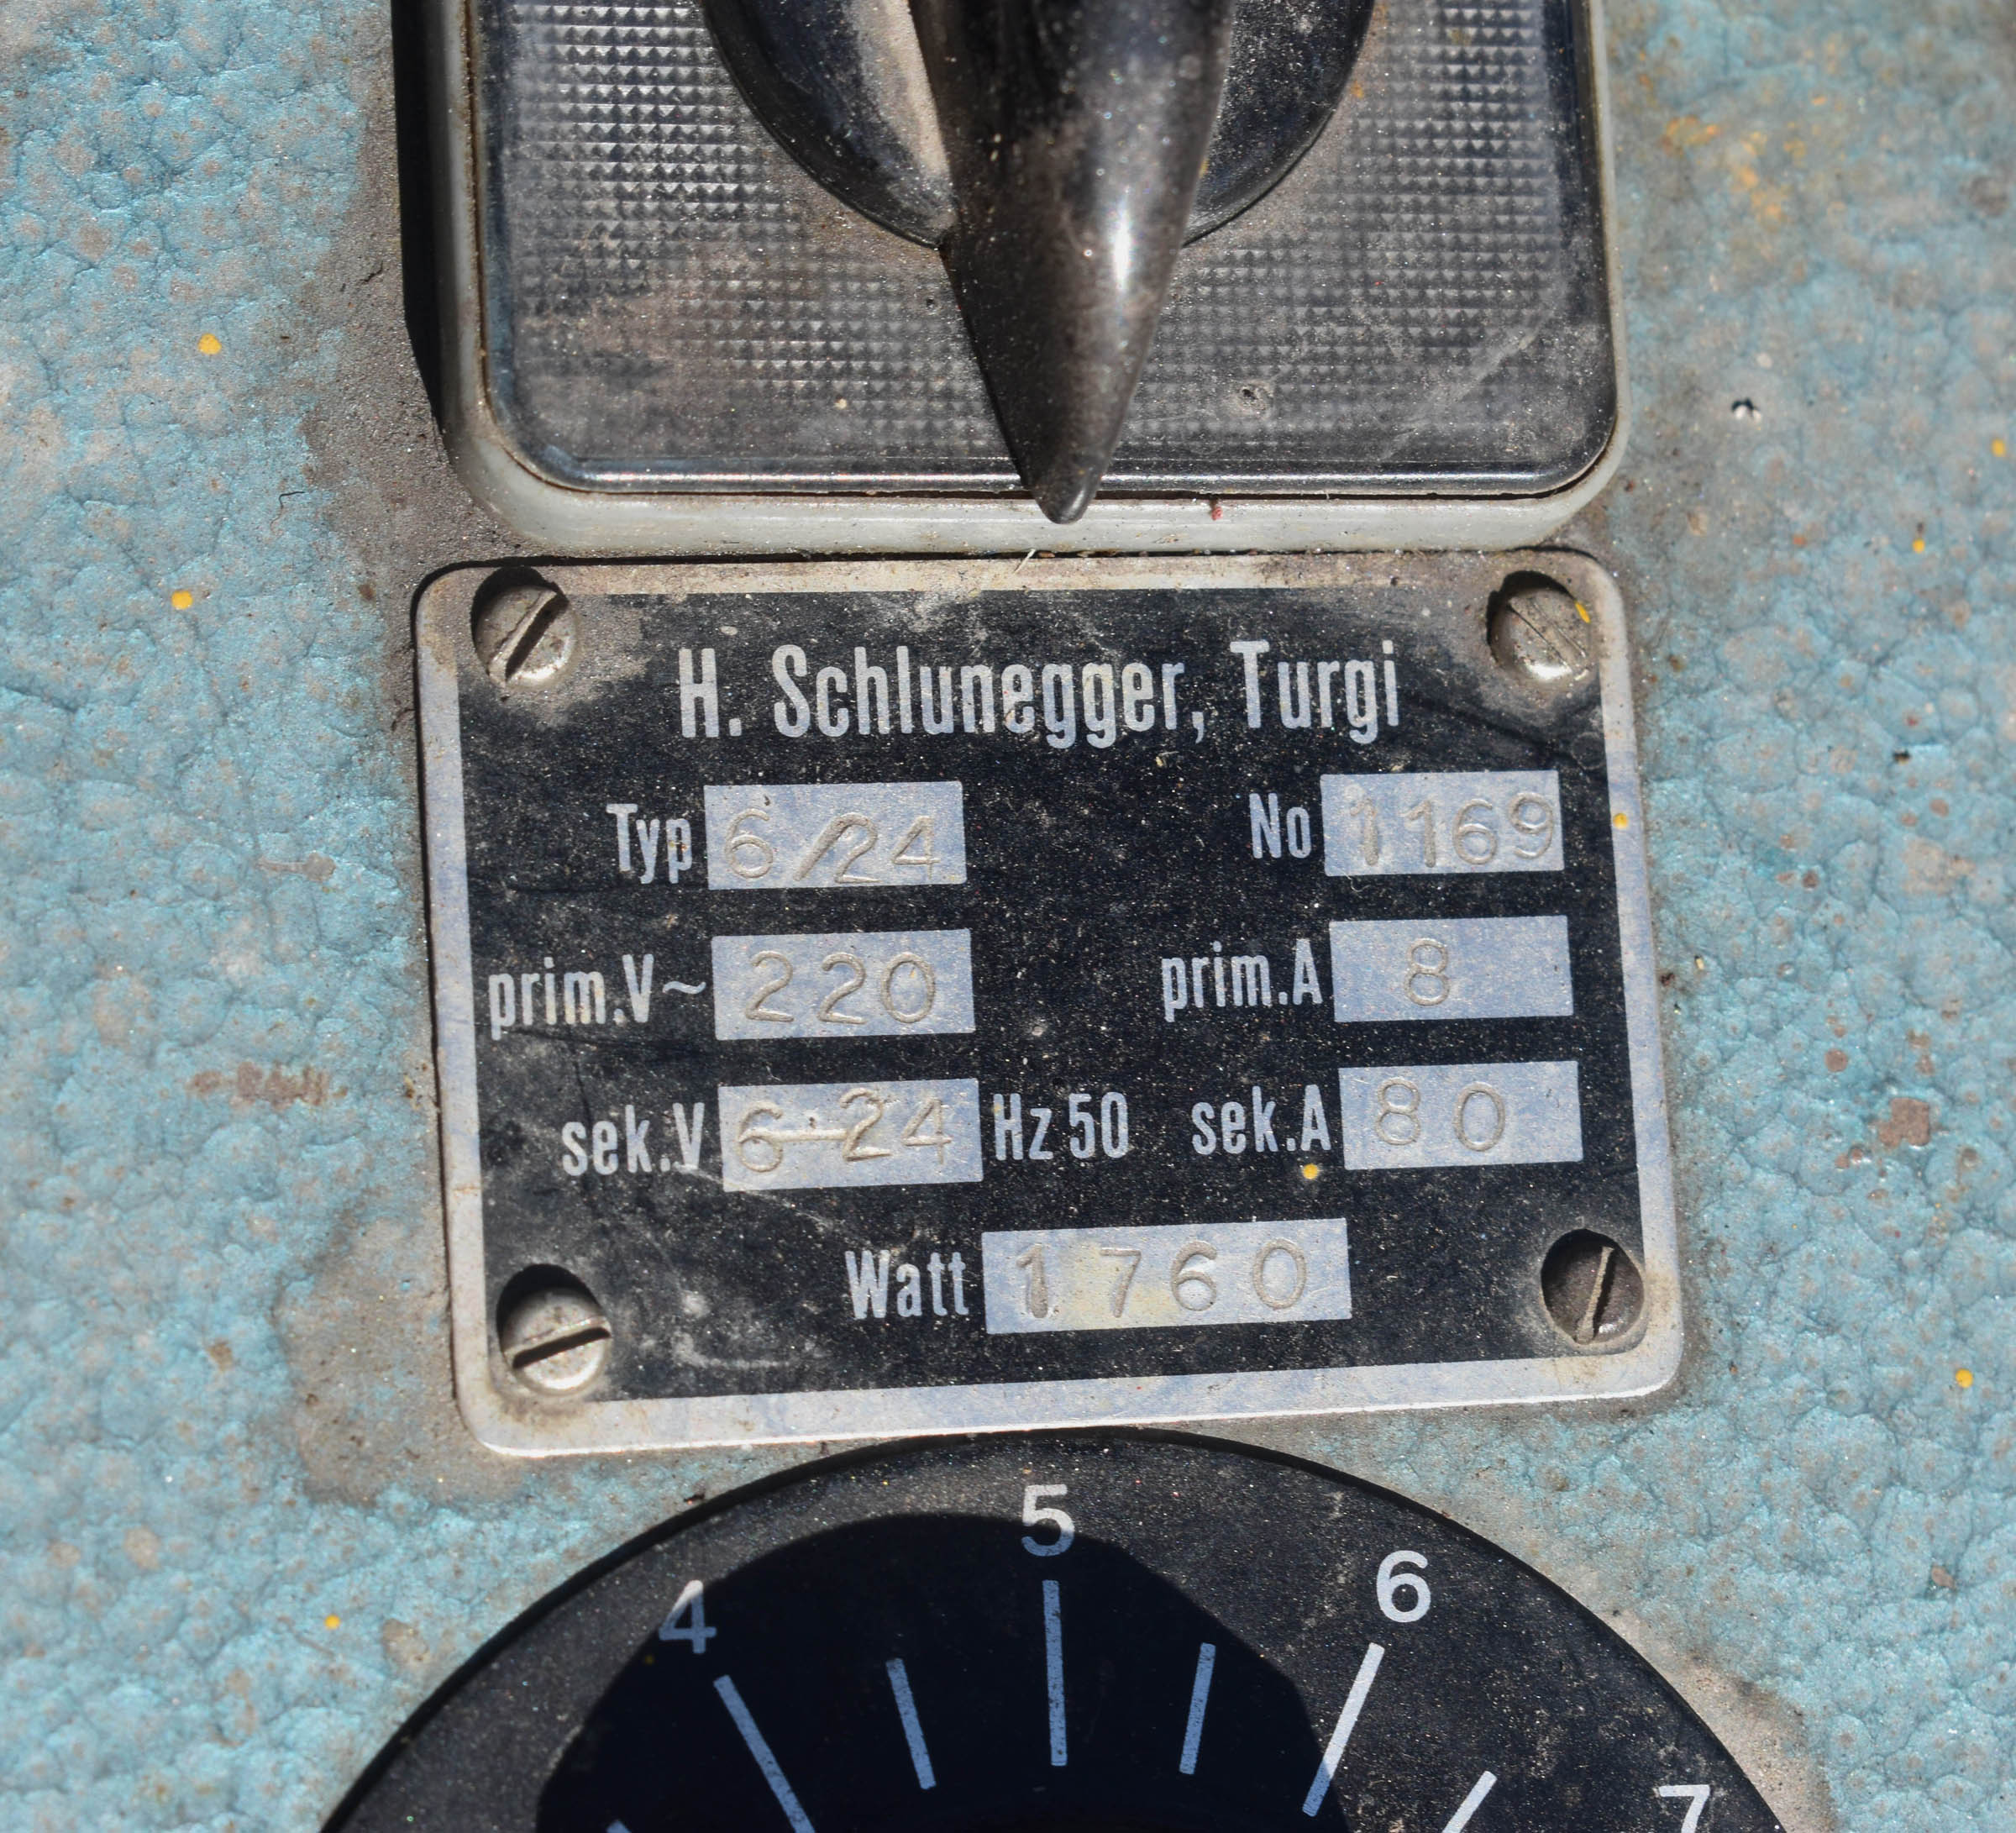 H. Schlunegger, Turgi
Typ 6/24 No 1169
prim.V~ 220 prim.A 8
sek.V 6-24 Hz 50 sek.A 80
Watt 1760
4 5 6 7